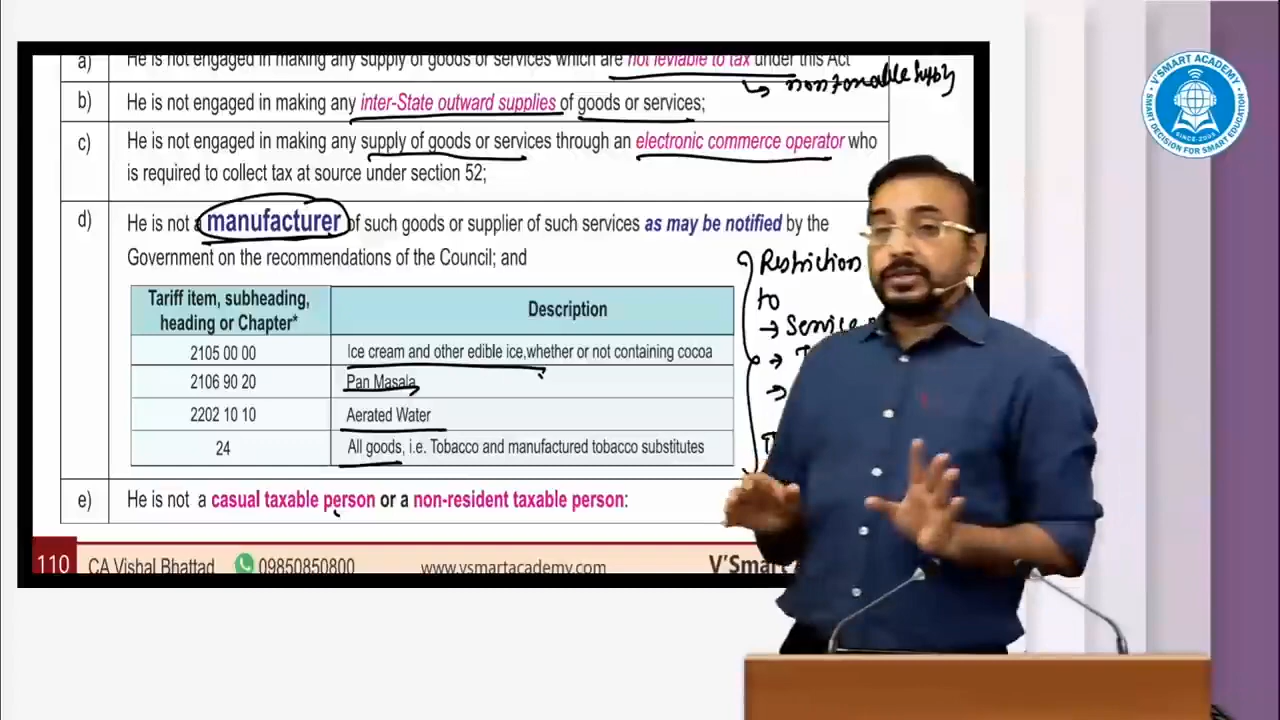 a) He is not engaged in making any supply of goods or services which are not leviable to tax under this Act
b) He is not engaged in making any inter-State outward supplies of goods or services;
c) He is not engaged in making any supply of goods or services through an electronic commerce operator who
is required to collect tax at source under section 52;
d) He is not a manufacturer of such goods or supplier of such services as may be notified by the
Government on the recommendations of the Council; and
Restriction
to
→ Service
Tariff item, subheading,
heading or Chapter* Description
2105 00 00 Ice cream and other edible ice,whether or not containing cocoa
2106 90 20 Pan Masala
2202 10 10 Aerated Water
24 All goods, i.e. Tobacco and manufactured tobacco substitutes
e) He is not a casual taxable person or a non-resident taxable person:
110 CA Vishal Bhattad 09850850800 www.vsmartacademy.com V'Smart
V'SMART ACADEMY
SMART DECISION FOR SMART EDUCATION
SINCE-2005